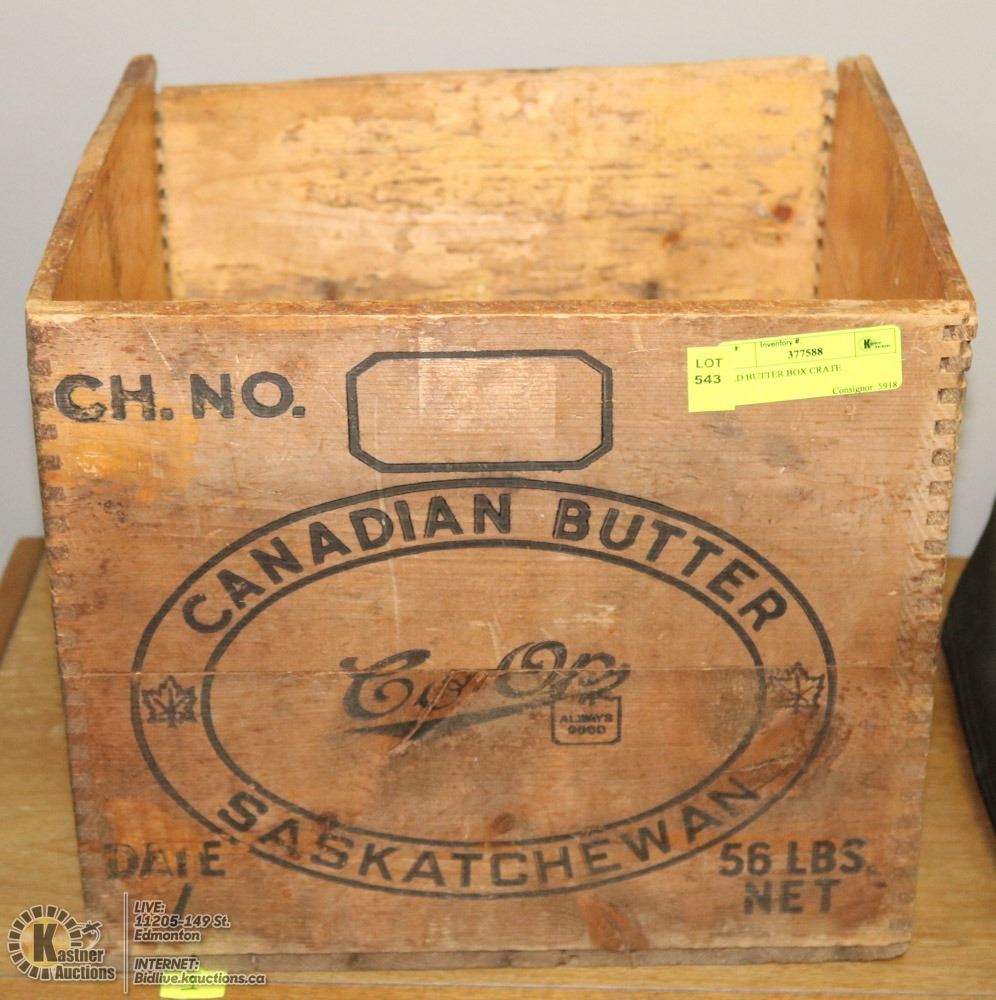 CH. NO.
LOT
543
Inventory #:
377588
D BUTTER BOX CRATE
Consignor: 5918
CANADIAN BUTTER
Co-Op
ALWAYS
GOOD
SASKATCHEWAN
DATE
56 LBS.
NET
Kastner
Auctions
LIVE:
11205-149 St.
Edmonton
INTERNET:
Bidlive.kauctions.ca